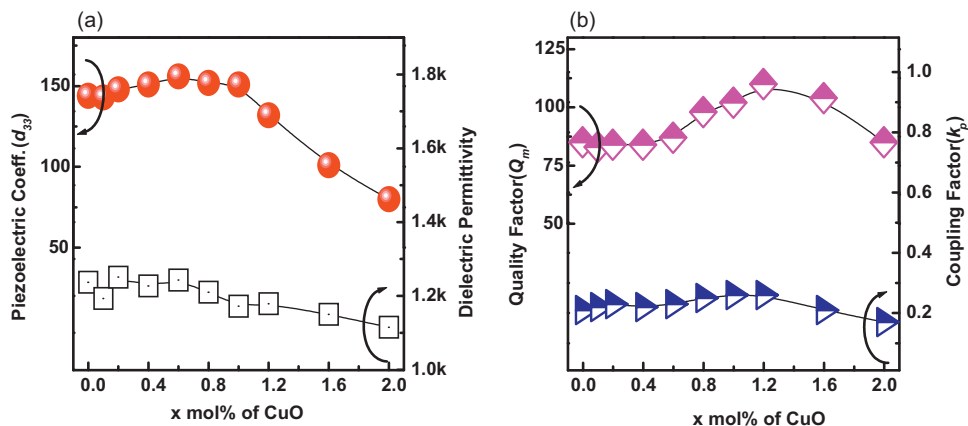 (a)
150
100
50
Piezoelectric Coeff.(d33)
1.8k
1.6k
1.4k
1.2k
1.0k
Dielectric Permittivity
0.0 0.4 0.8 1.2 1.6 2.0
x mol% of CuO
(b)
125
100
75
50
Quality Factor(Qm)
1.0
0.8
0.6
0.4
0.2
0.0
Coupling Factor(kp)
0.0 0.4 0.8 1.2 1.6 2.0
x mol% of CuO